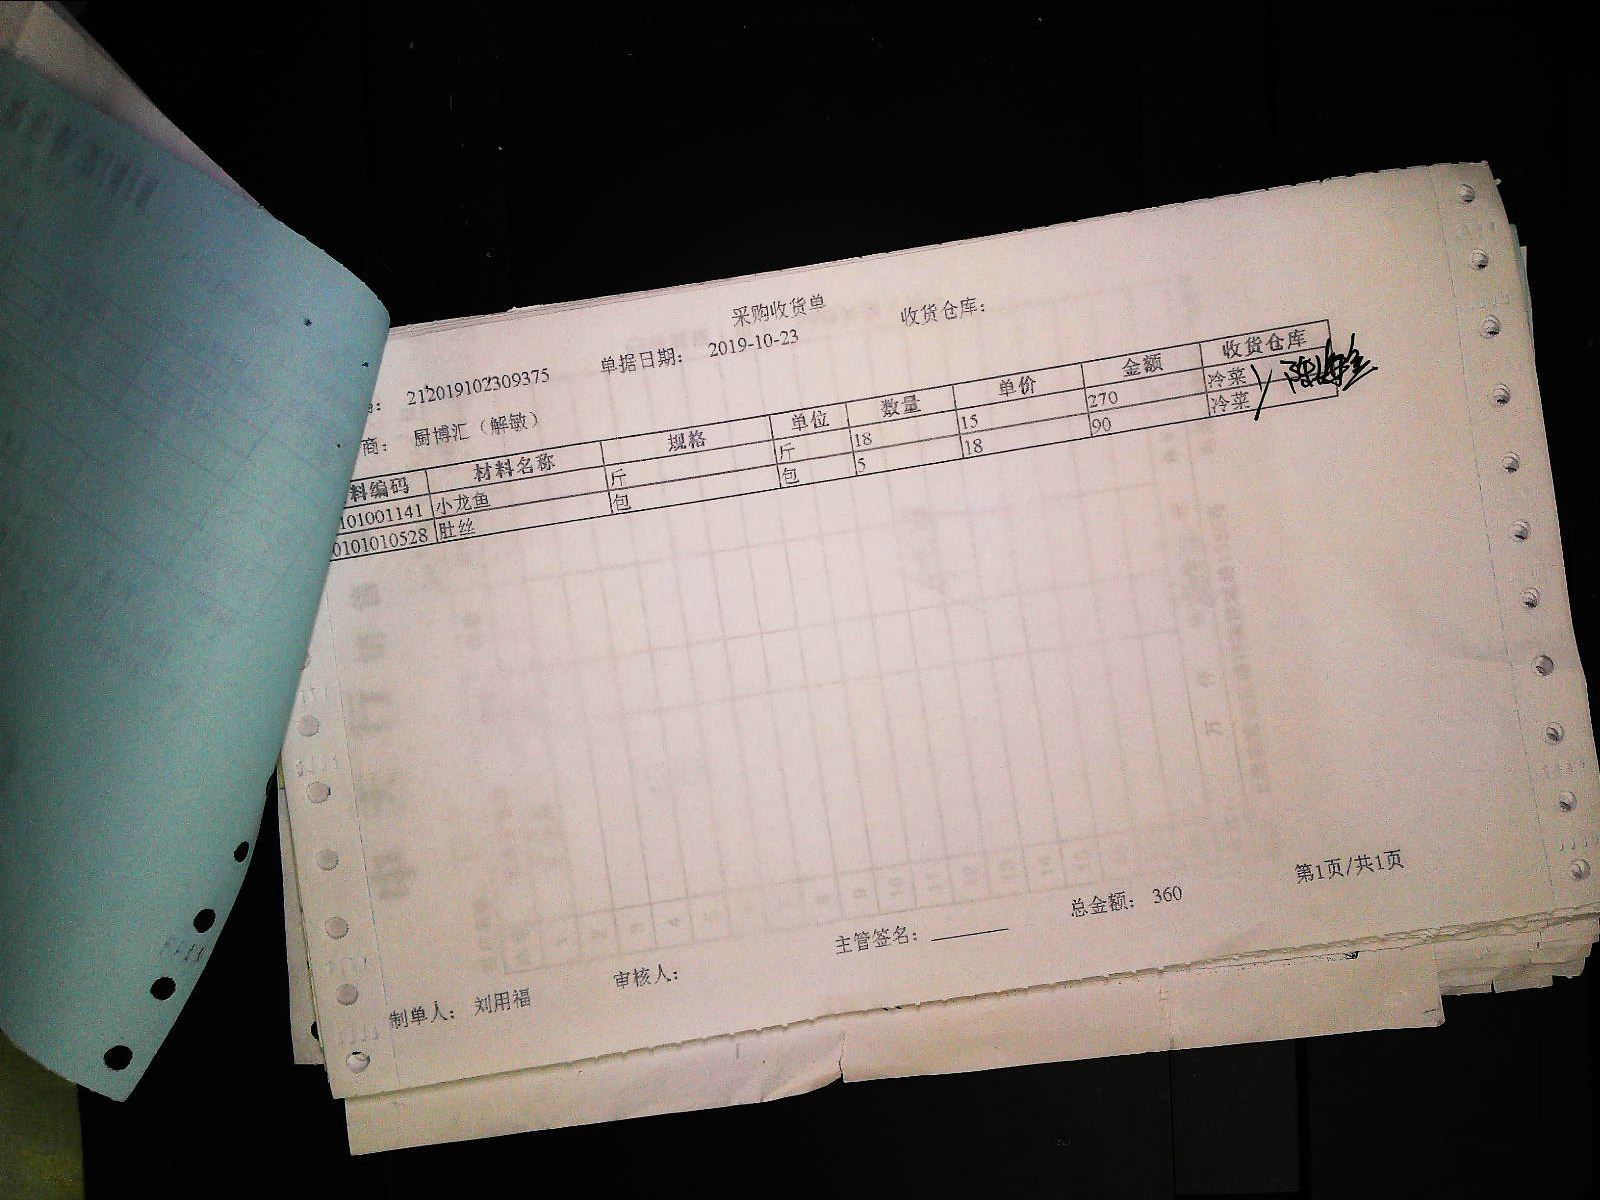 采购收货单
212019102309375 单据日期： 2019-10-23 收货仓库：
商： 厨博汇（解敏）
料编码 材料名称 规格 单位 数量 单价 金额 收货仓库
101001141 小龙鱼 斤 斤 18 15 270 冷菜
0101010528 肚丝 包 包 5 18 90 冷菜
制单人： 刘用福 审核人： 主管签名： 总金额： 360 第1页/共1页